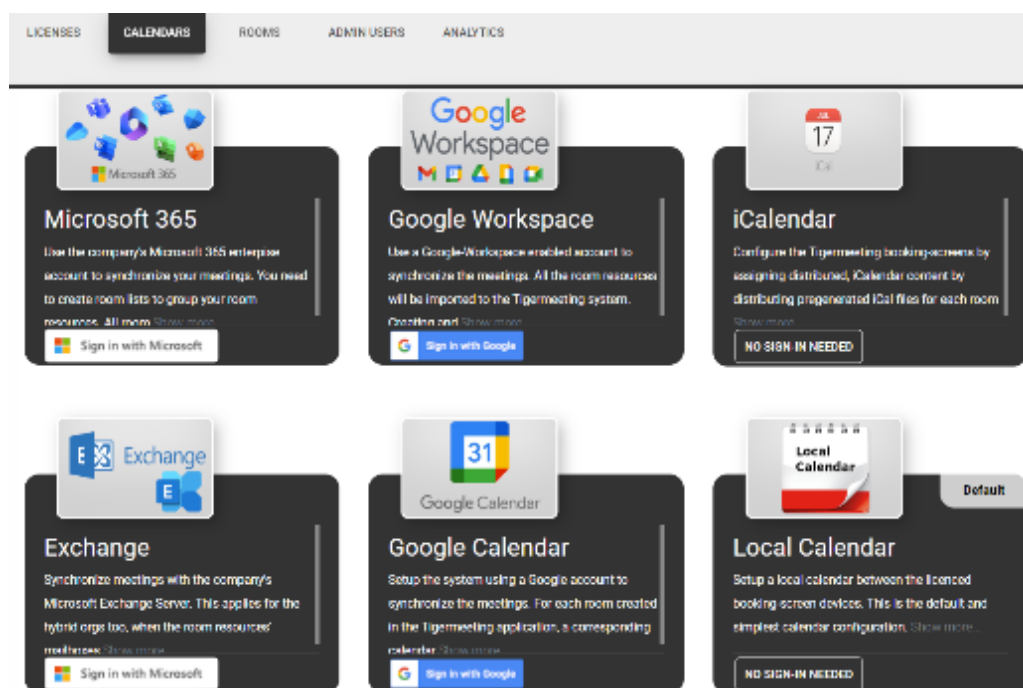 LICENSES CALENDARS ROOMS ADMIN USERS ANALYTICS
Microsoft 365
Microsoft 365
Use the company's Microsoft 365 enterprise
account to synchronize your meetings. You need
to create room lists to group your room
resources. All room Show more
Sign in with Microsoft
Google
Workspace
Google Workspace
Use a Google-Workspace enabled account to
synchronize the meetings. All the room resources
will be imported to the Tigermeeting system.
Creating and Show more
Sign in with Google
JUL
17
iCal
iCalendar
Configure the Tigermeeting booking-screens by
assigning distributed, iCalendar content by
distributing pregenerated iCal files for each room
Show more
NO SIGN-IN NEEDED
Exchange
Exchange
Synchronize meetings with the company's
Microsoft Exchange Server. This applies for the
hybrid orgs too, when the room resources'
mailboxes Show more
Sign in with Microsoft
31
Google Calendar
Google Calendar
Setup the system using a Google account to
synchronize the meetings. For each room created
in the Tigermeeting application, a corresponding
calendar Show more
Sign in with Google
Local
Calendar
Default
Local Calendar
Setup a local calendar between the licenced
booking-screen devices. This is the default and
simplest calendar configuration. Show more...
NO SIGN-IN NEEDED